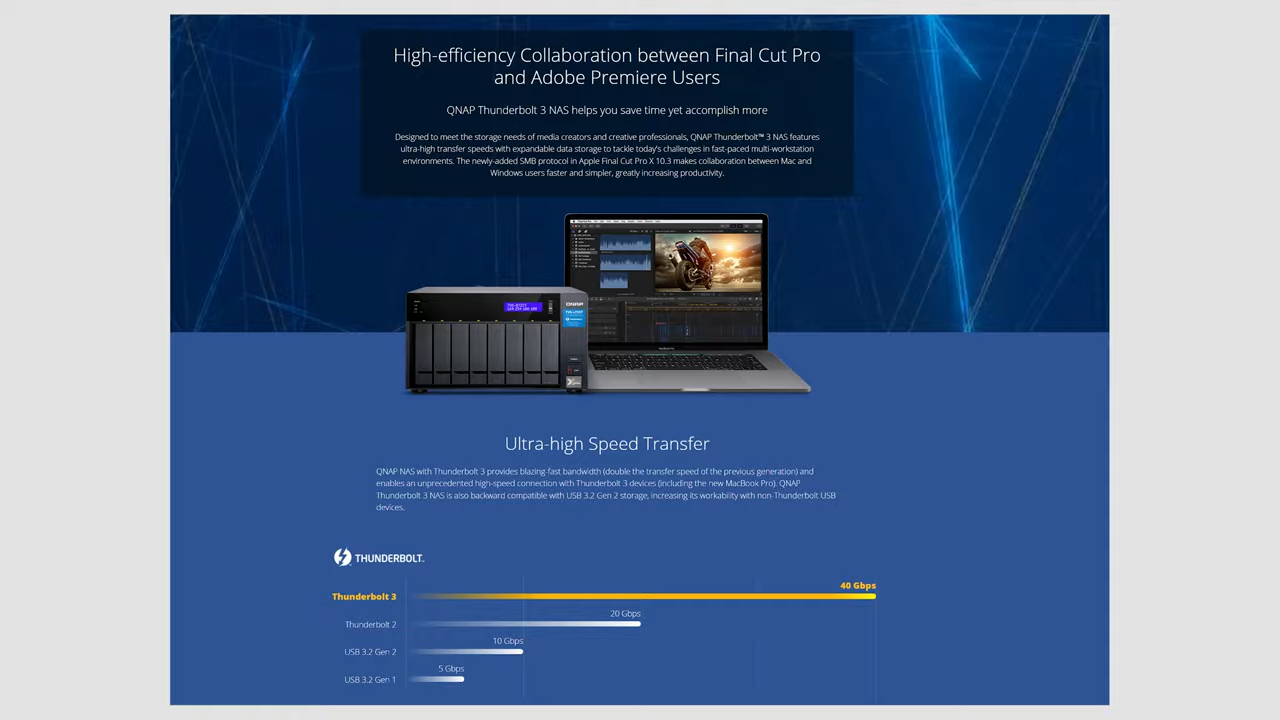 High-efficiency Collaboration between Final Cut Pro
and Adobe Premiere Users
QNAP Thunderbolt 3 NAS helps you save time yet accomplish more
Designed to meet the storage needs of media creators and creative professionals, QNAP Thunderbolt™ 3 NAS features
ultra-high transfer speeds with expandable data storage to tackle today's challenges in fast-paced multi-workstation
environments. The newly-added SMB protocol in Apple Final Cut Pro X 10.3 makes collaboration between Mac and
Windows users faster and simpler, greatly increasing productivity.
QNAP
Ultra-high Speed Transfer
QNAP NAS with Thunderbolt 3 provides blazing-fast bandwidth (double the transfer speed of the previous generation) and
enables an unprecedented high-speed connection with Thunderbolt 3 devices (including the new MacBook Pro). QNAP
Thunderbolt 3 NAS is also backward compatible with USB 3.2 Gen 2 storage, increasing its workability with non-Thunderbolt USB
devices.
THUNDERBOLT™
40 Gbps
Thunderbolt 3
20 Gbps
Thunderbolt 2
10 Gbps
USB 3.2 Gen 2
5 Gbps
USB 3.2 Gen 1